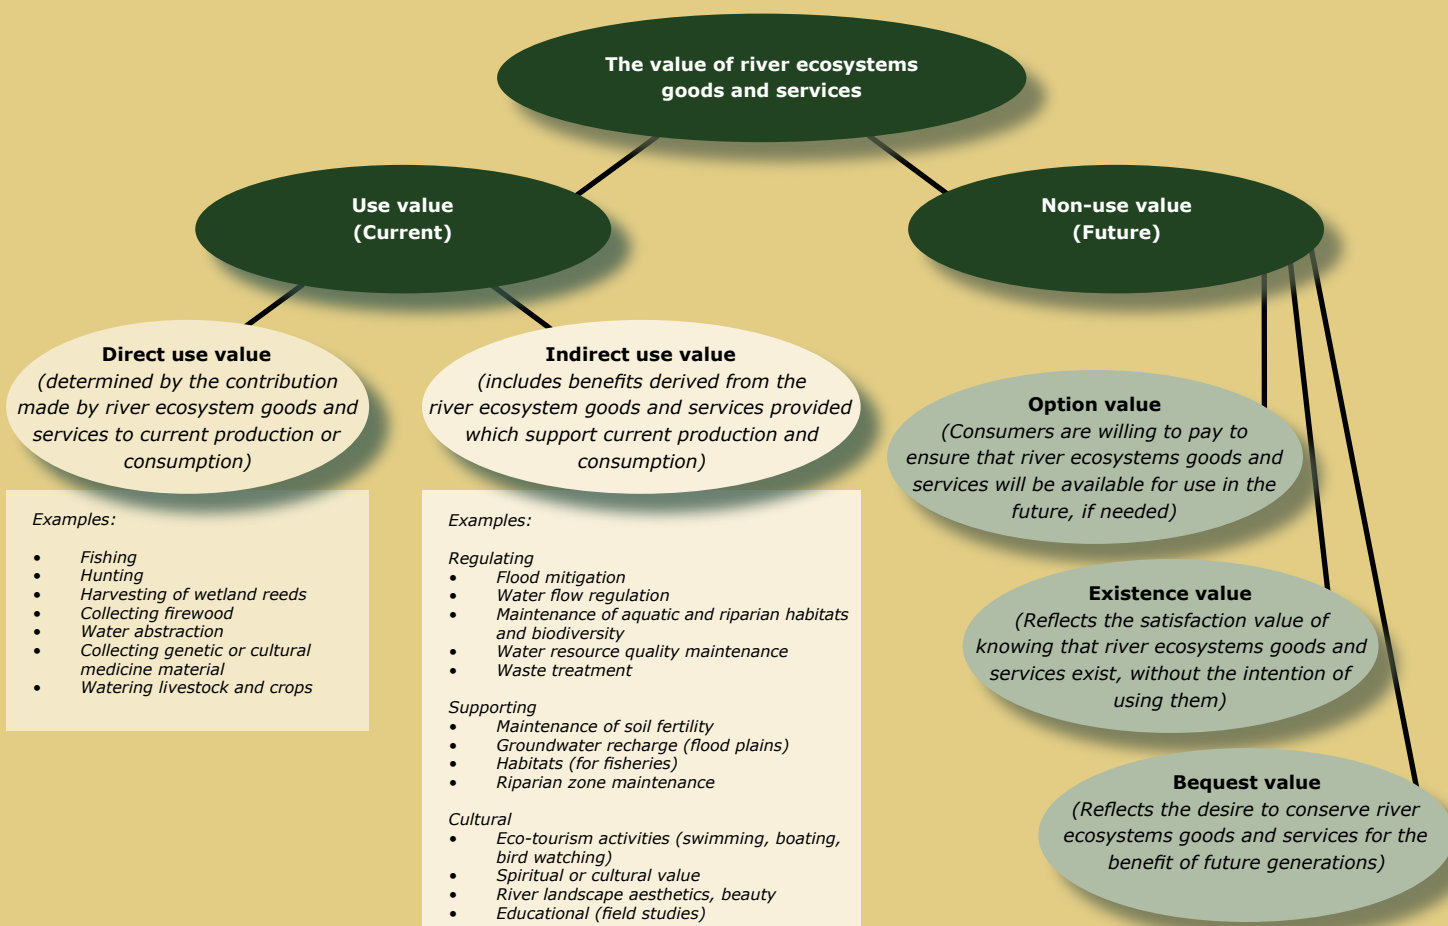 The value of river ecosystems
goods and services
Use value
(Current)
Non-use value
(Future)
Direct use value
(determined by the contribution
made by river ecosystem goods and
services to current production or
consumption)
Indirect use value
(includes benefits derived from the
river ecosystem goods and services provided
which support current production and
consumption)
Option value
(Consumers are willing to pay to
ensure that river ecosystems goods and
services will be available for use in the
future, if needed)
Existence value
(Reflects the satisfaction value of
knowing that river ecosystems goods and
services exist, without the intention of
using them)
Bequest value
(Reflects the desire to conserve river
ecosystems goods and services for the
benefit of future generations)
Examples:
• Fishing
• Hunting
• Harvesting of wetland reeds
• Collecting firewood
• Water abstraction
• Collecting genetic or cultural
medicine material
• Watering livestock and crops
Examples:
Regulating
• Flood mitigation
• Water flow regulation
• Maintenance of aquatic and riparian habitats
and biodiversity
• Water resource quality maintenance
• Waste treatment
Supporting
• Maintenance of soil fertility
• Groundwater recharge (flood plains)
• Habitats (for fisheries)
• Riparian zone maintenance
Cultural
• Eco-tourism activities (swimming, boating,
bird watching)
• Spiritual or cultural value
• River landscape aesthetics, beauty
• Educational (field studies)